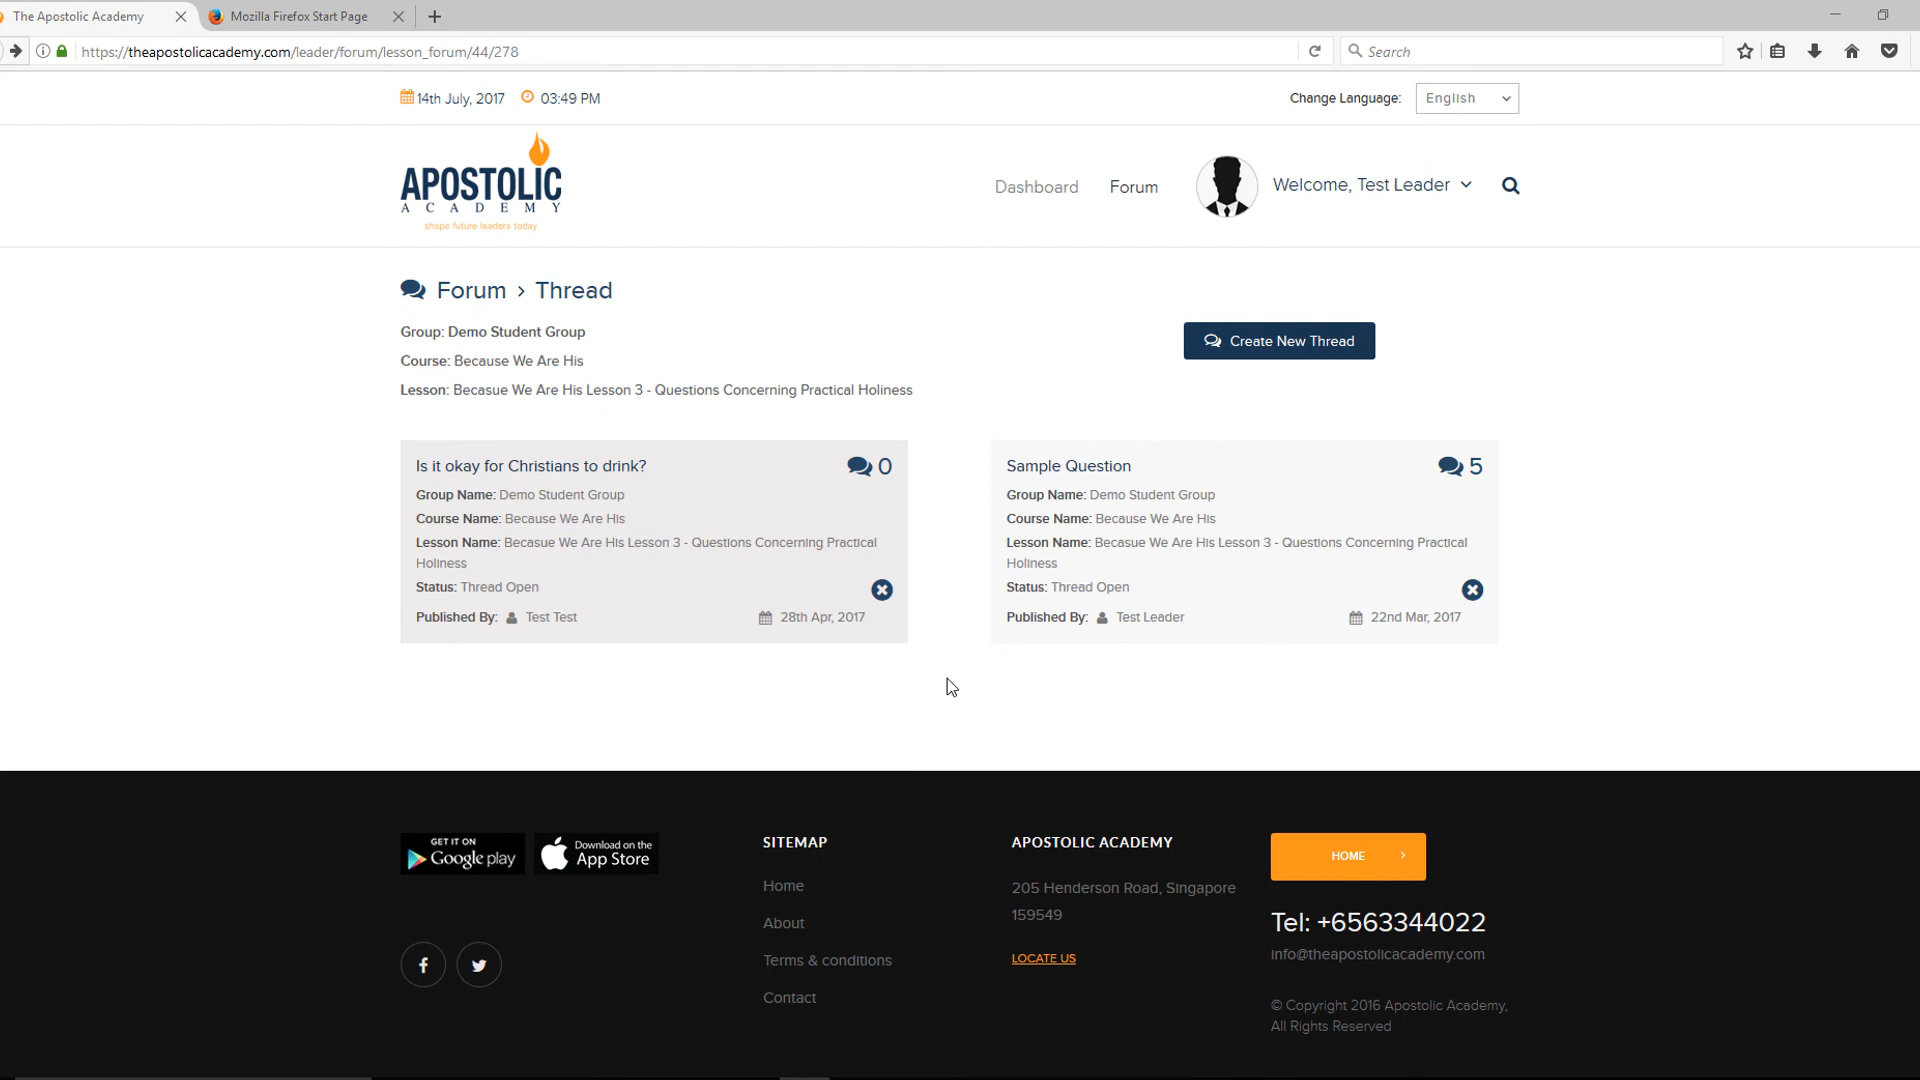 The Apostolic Academy
Mozilla Firefox Start Page
https://theapostolicacademy.com/leader/forum/lesson_forum/44/278
Search
14th July, 2017 03:49 PM
Change Language: English
APOSTOLIC
ACADEMY
shape future leaders today
Dashboard Forum Welcome, Test Leader
Forum › Thread
Group: Demo Student Group
Create New Thread
Course: Because We Are His
Lesson: Becasue We Are His Lesson 3 - Questions Concerning Practical Holiness
Is it okay for Christians to drink? 0
Group Name: Demo Student Group
Course Name: Because We Are His
Lesson Name: Becasue We Are His Lesson 3 - Questions Concerning Practical
Holiness
Status: Thread Open
Published By: Test Test 28th Apr, 2017
Sample Question 5
Group Name: Demo Student Group
Course Name: Because We Are His
Lesson Name: Becasue We Are His Lesson 3 - Questions Concerning Practical
Holiness
Status: Thread Open
Published By: Test Leader 22nd Mar, 2017
GET IT ON
Google play
Download on the
App Store
SITEMAP
Home
About
Terms & conditions
Contact
APOSTOLIC ACADEMY
205 Henderson Road, Singapore
159549
LOCATE US
HOME
Tel: +6563344022
info@theapostolicacademy.com
© Copyright 2016 Apostolic Academy,
All Rights Reserved